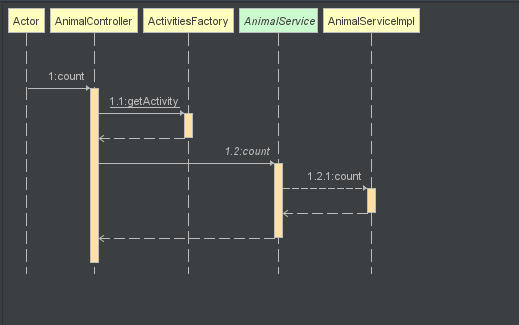 Actor
AnimalController
ActivitiesFactory
AnimalService
AnimalServiceImpl
1:count
1.1:getActivity
1.2:count
1.2.1:count